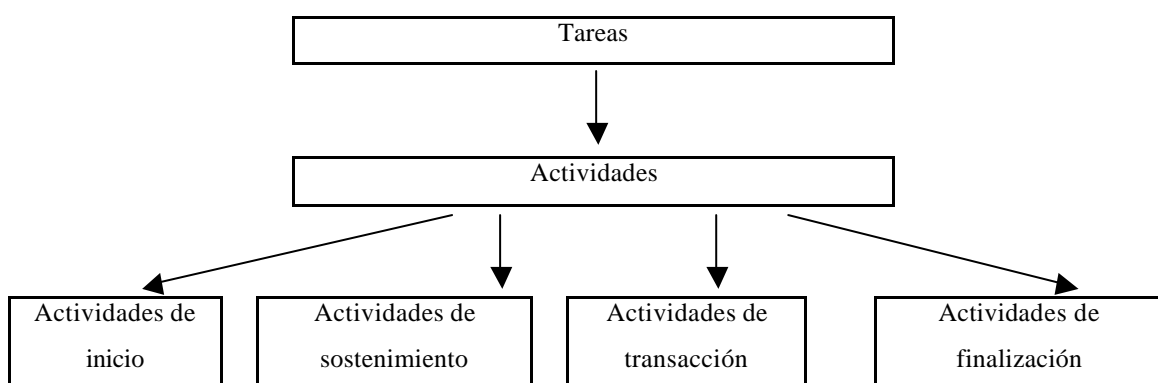 Tareas
Actividades
Actividades de
inicio
Actividades de
sostenimiento
Actividades de
transacción
Actividades de
finalización